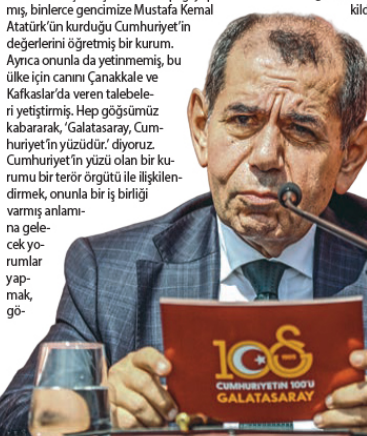 mış, binlerce gencimize Mustafa Kemal
Atatürk’ün kurduğu Cumhuriyet’in
değerlerini öğretmiş bir kurum.
Ayrıca onunla da yetinmemiş, bu
ülke için canını Çanakkale ve
Kafkaslar’da veren talebele-
ri yetiştirmiş. Hep göğsümüz
kabararak, ‘Galatasaray, Cum-
huriyet’in yüzüdür.’ diyoruz.
Cumhuriyet’in yüzü olan bir ku-
rumu bir terör örgütü ile ilişkilen-
dirmek, onunla bir iş birliği
varmış anlamı-
na gele-
cek yo-
rumlar
yap-
mak,
gö-
kild
100
CUMHURİYETİN 100'Ü
GALATASARAY